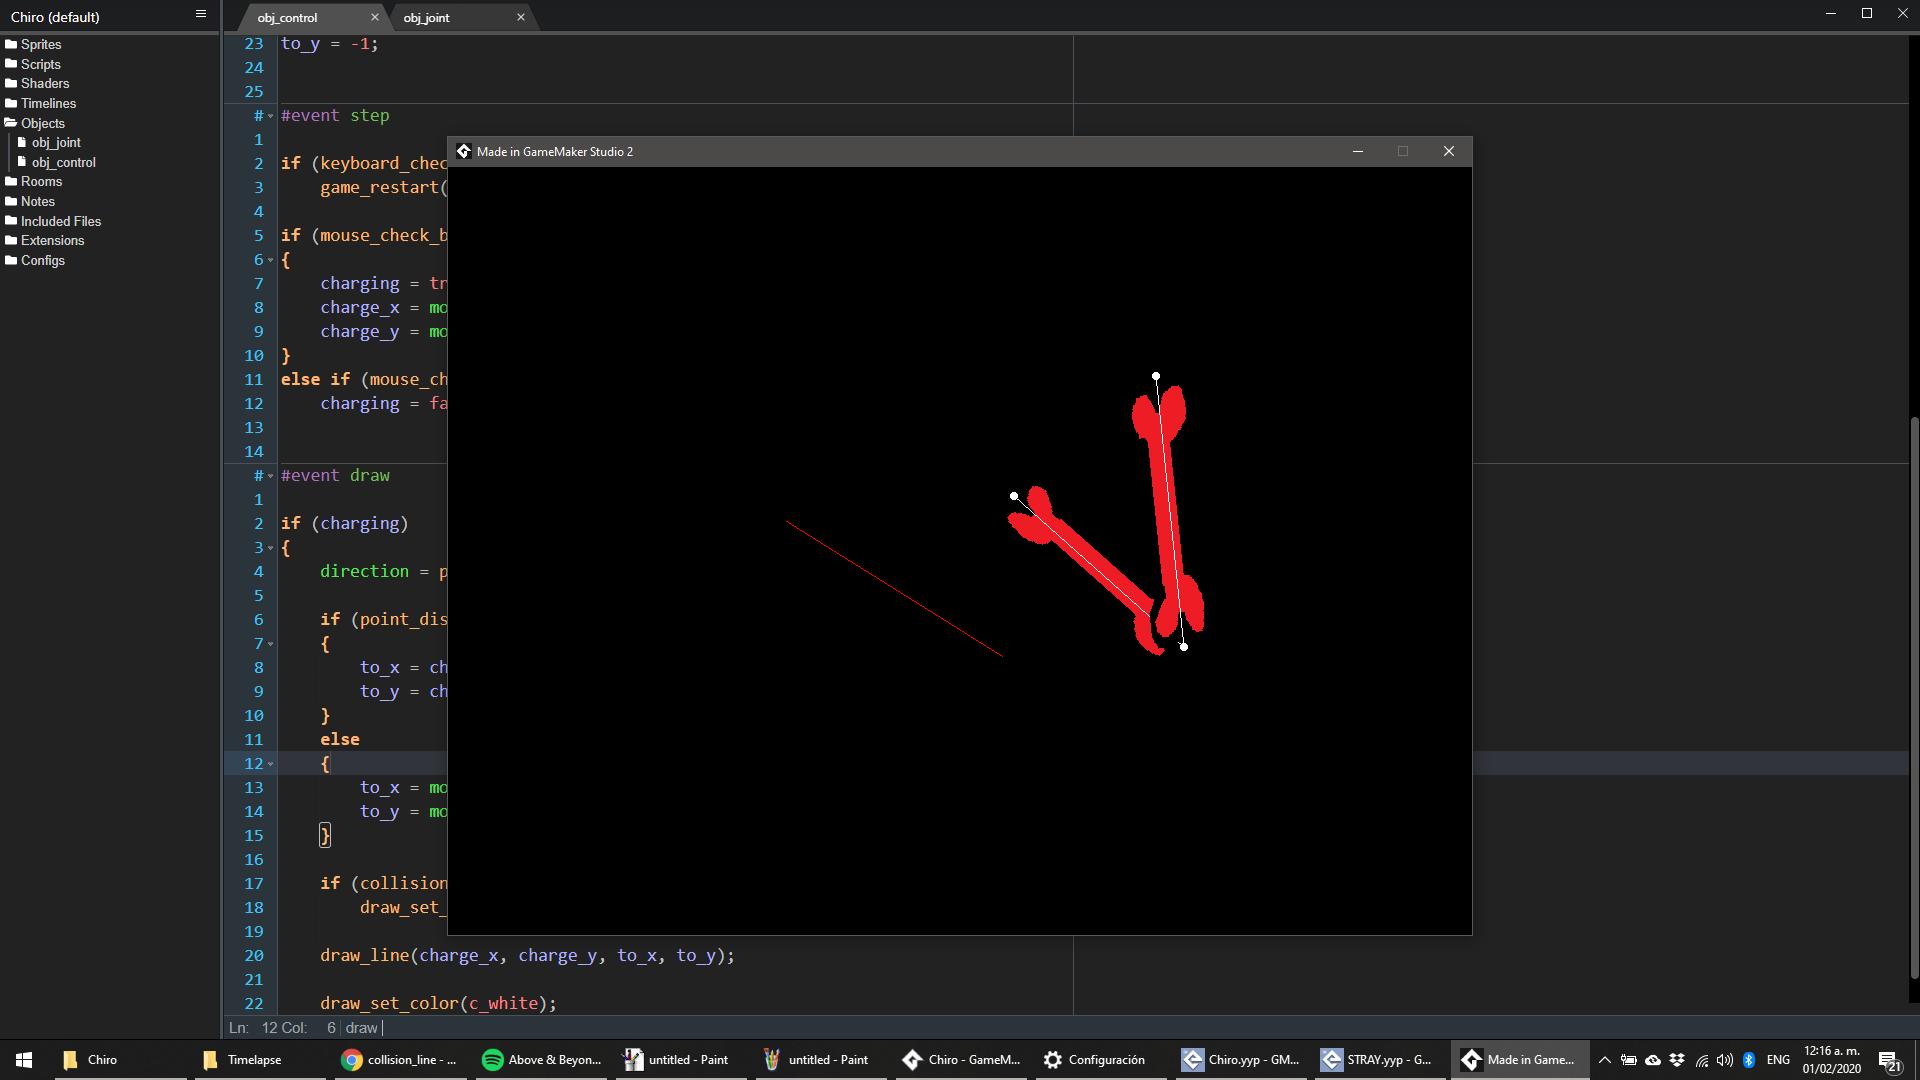 Chiro (default)
Sprites
Scripts
Shaders
Timelines
Objects
obj_joint
obj_control
Rooms
Notes
Included Files
Extensions
Configs
obj_control
obj_joint
23 to_y = -1;
24
25
# #event step
1
2 if (keyboard_chec
3 game_restart(
4
5 if (mouse_check_b
6 {
7 charging = tr
8 charge_x = mo
9 charge_y = mo
10 }
11 else if (mouse_ch
12 charging = fa
13
14
# #event draw
1
2 if (charging)
3 {
4 direction = p
5
6 if (point_dis
7 {
8 to_x = ch
9 to_y = ch
10 }
11 else
12 {
13 to_x = mo
14 to_y = mo
15 }
16
17 if (collision
18 draw_set_
19
20 draw_line(charge_x, charge_y, to_x, to_y);
21
22 draw_set_color(c_white);
Ln: 12 Col: 6 draw
Made in GameMaker Studio 2
Chiro
Timelapse
collision_line - ...
Above & Beyon...
untitled - Paint
untitled - Paint
Chiro - GameM...
Configuración
Chiro.yyp - GM...
STRAY.yyp - G...
Made in Game...
ENG
12:16 a. m.
01/02/2020
21